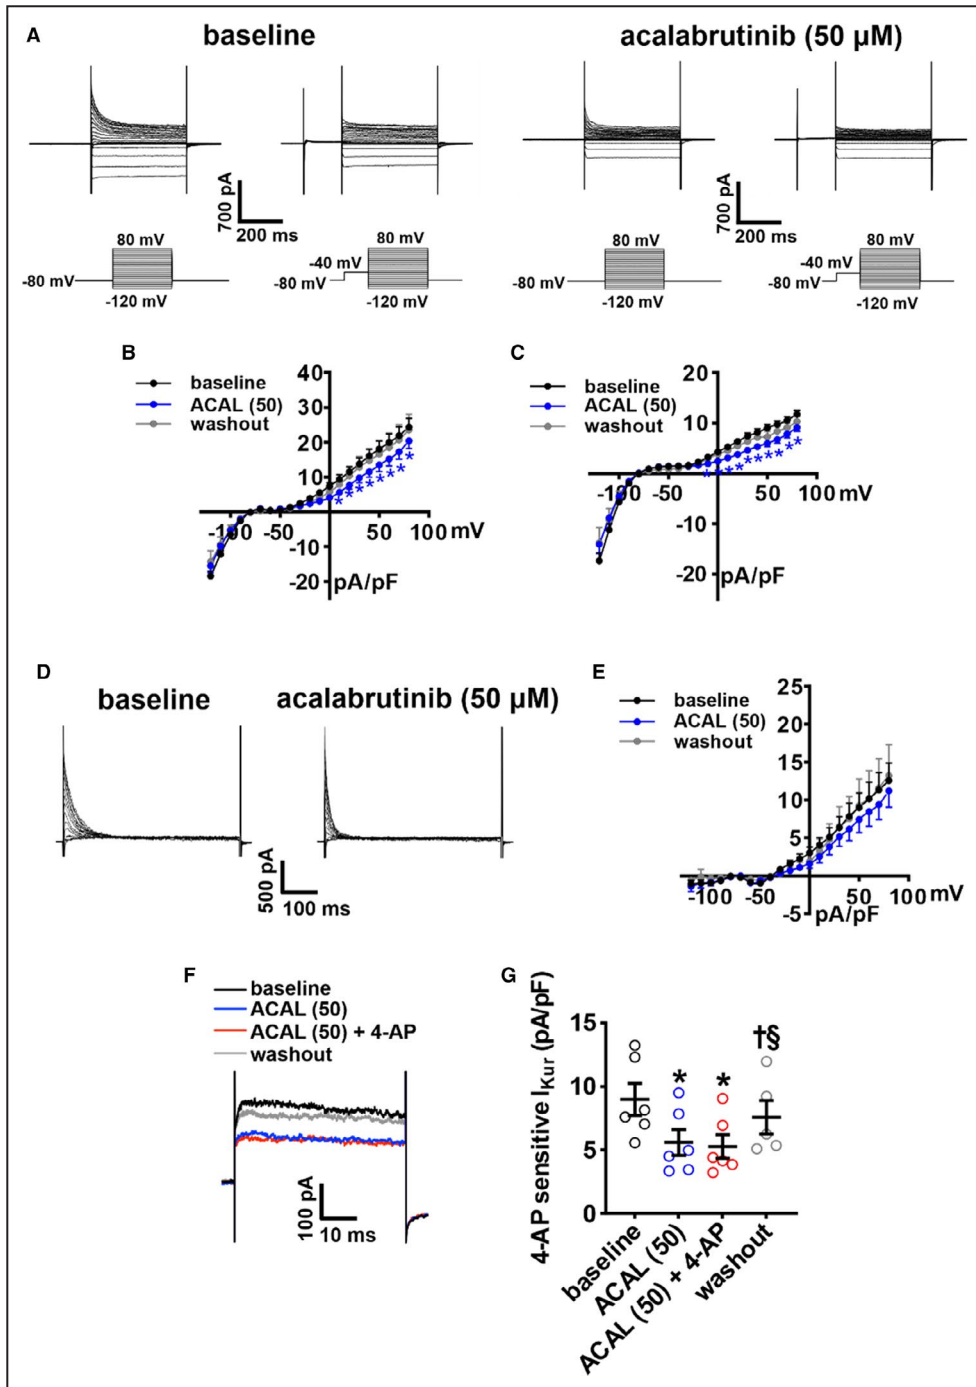 A
baseline
acalabrutinib (50 µM)
700 pA
200 ms
700 pA
200 ms
80 mV
-80 mV
-120 mV
80 mV
-40 mV
-80 mV
-120 mV
80 mV
-80 mV
-120 mV
80 mV
-40 mV
-80 mV
-120 mV
B
baseline
ACAL (50)
washout
40
30
20
10
-10
-20
-100
-50
50
100
mV
pA/pF
* * * * * * * *
C
baseline
ACAL (50)
washout
20
10
-10
-20
-100
50
100
mV
pA/pF
* * * * * * * * * *
D
baseline
acalabrutinib (50 µM)
500 pA
100 ms
E
baseline
ACAL (50)
washout
25
20
15
10
5
-5
-100
-50
50
100
mV
pA/pF
F
baseline
ACAL (50)
ACAL (50) + 4-AP
washout
100 pA
10 ms
G
4-AP sensitive IKur (pA/pF)
15
10
5
0
*
*
†§
baseline
ACAL (50)
ACAL (50) + 4-AP
washout